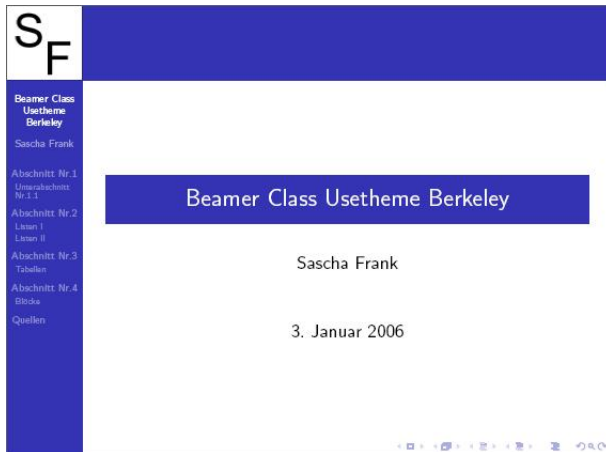 S
F
Beamer Class
Usetheme
Berkeley
Sascha Frank
Abschnitt Nr.1
Unterabschnitt
Nr.1.1
Abschnitt Nr.2
Listen I
Listen II
Abschnitt Nr.3
Tabellen
Abschnitt Nr.4
Blöcke
Quellen
Beamer Class Usetheme Berkeley
Sascha Frank
3. Januar 2006